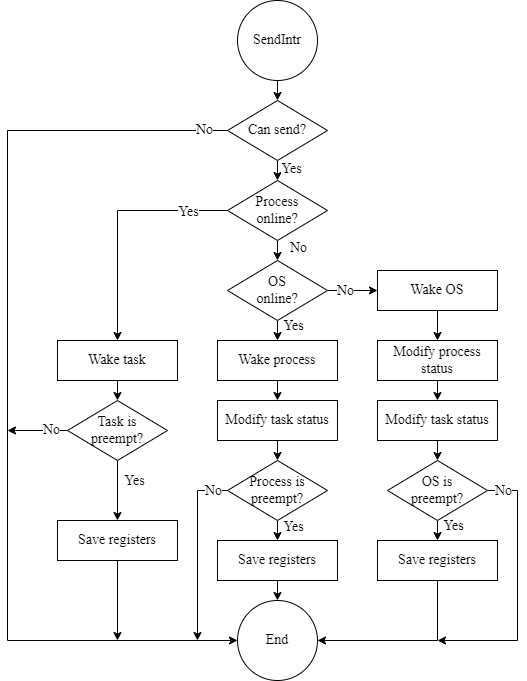 SendIntr
No
Can send?
Yes
Yes
Process
online?
No
OS
online?
No
Wake OS
Yes
Wake task
Wake process
Modify process
status
Modify task status
Modify task status
No
Task is
preempt?
Yes
No
Process is
preempt?
Yes
OS is
preempt?
No
Yes
Save registers
Save registers
Save registers
End